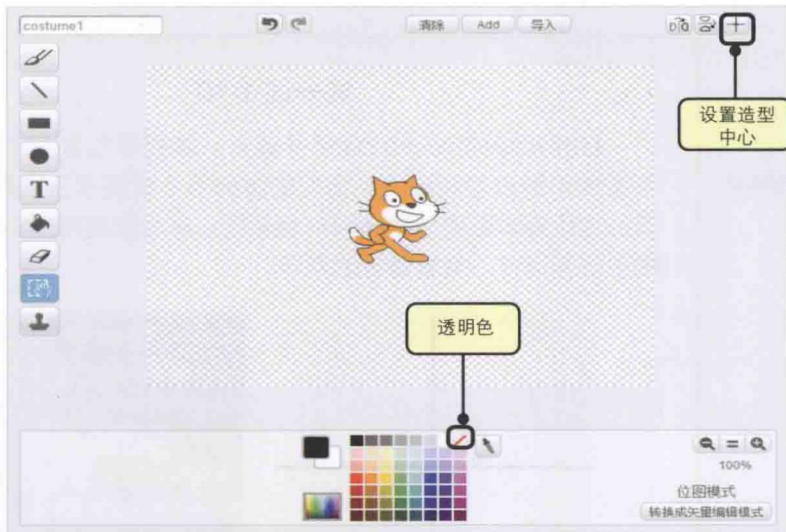 costume1
清除 Add 导入
设置造型
中心
T
透明色
100%
位图模式
转换成矢量编辑模式